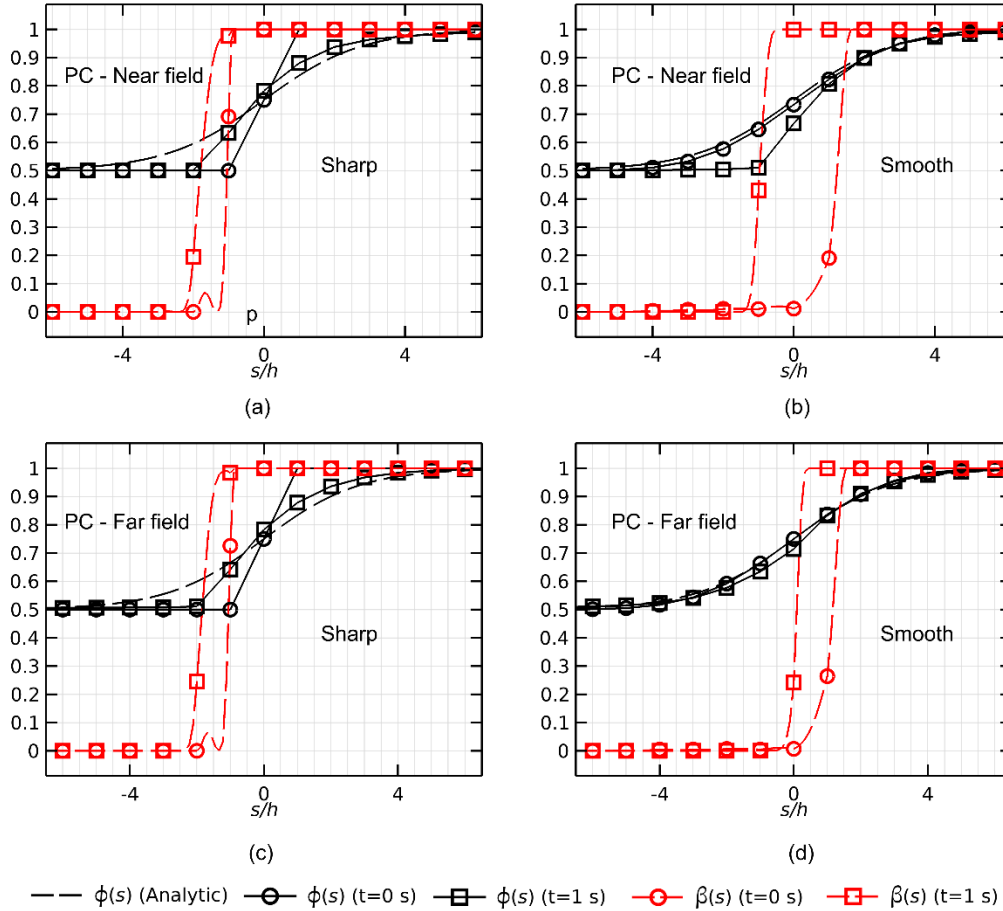 1
0.9
0.8
0.7
0.6
0.5
0.4
0.3
0.2
0.1
0
PC - Near field
Sharp
p
-4 0 4
s/h
(a)
1
0.9
0.8
0.7
0.6
0.5
0.4
0.3
0.2
0.1
0
PC - Near field
Smooth
-4 0 4
s/h
(b)
1
0.9
0.8
0.7
0.6
0.5
0.4
0.3
0.2
0.1
0
PC - Far field
Sharp
-4 0 4
s/h
(c)
1
0.9
0.8
0.7
0.6
0.5
0.4
0.3
0.2
0.1
0
PC - Far field
Smooth
-4 0 4
s/h
(d)
ϕ(s) (Analytic) ϕ(s) (t=0 s) ϕ(s) (t=1 s) β(s) (t=0 s) β(s) (t=1 s)